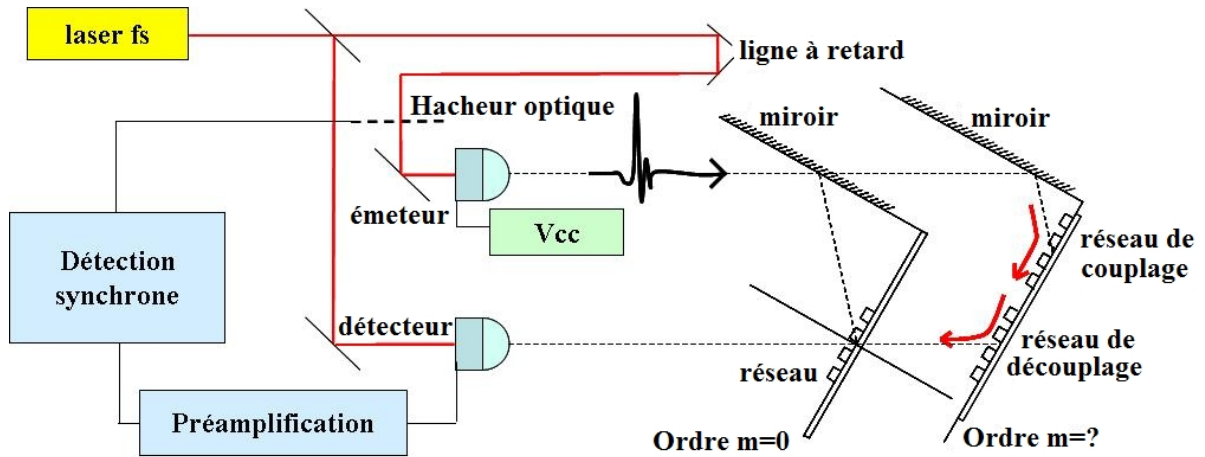 laser fs
ligne à retard
Hacheur optique
miroir
miroir
émeteur
Vcc
réseau de
couplage
Détection
synchrone
détecteur
réseau de
découplage
réseau
Préamplification
Ordre m=0
Ordre m=?